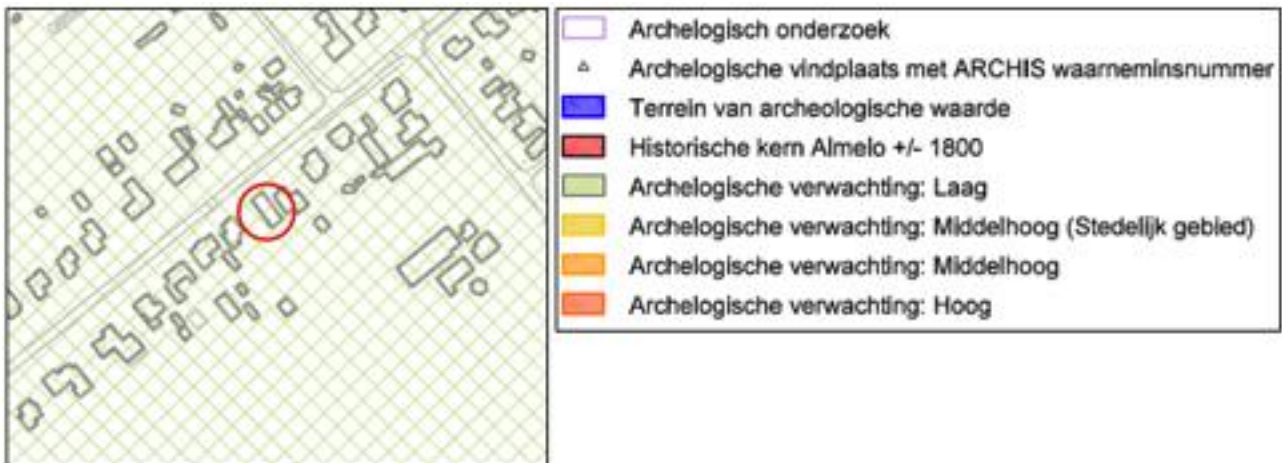 Archelogisch onderzoek
Archelogische vindplaats met ARCHIS waarneminsnummer
Terrein van archeologische waarde
Historische kern Almelo +/- 1800
Archelogische verwachting: Laag
Archelogische verwachting: Middelhoog (Stedelijk gebied)
Archelogische verwachting: Middelhoog
Archelogische verwachting: Hoog